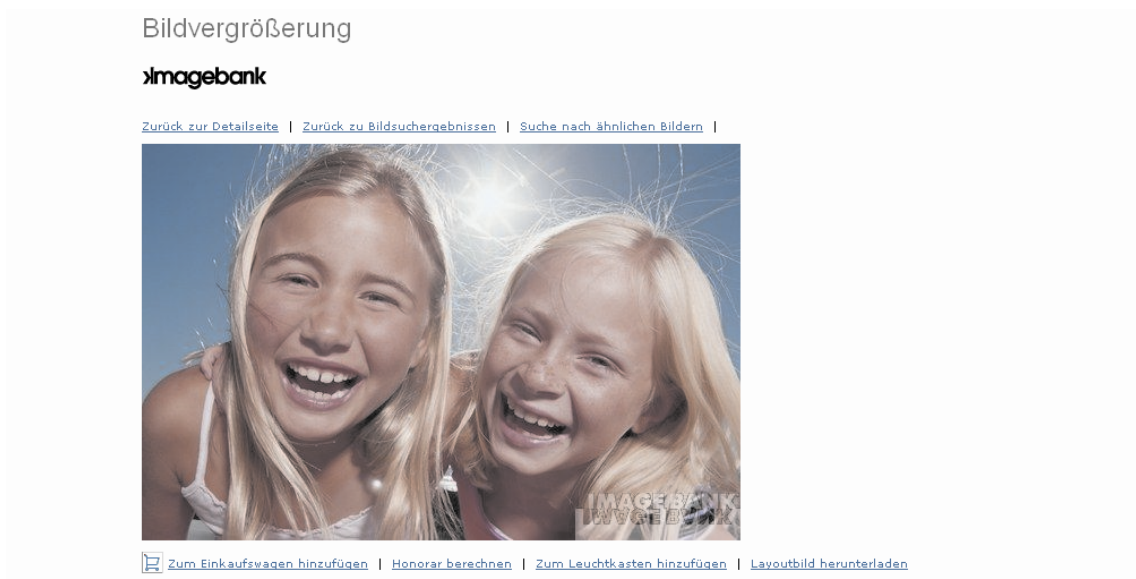 Bildvergrößerung
imagebank
Zurück zur Detailseite | Zurück zu Bildsuchergebnissen | Suche nach ähnlichen Bildern |
IMAGE BANK
Zum Einkaufswagen hinzufügen | Honorar berechnen | Zum Leuchtkasten hinzufügen | Layoutbild herunterladen